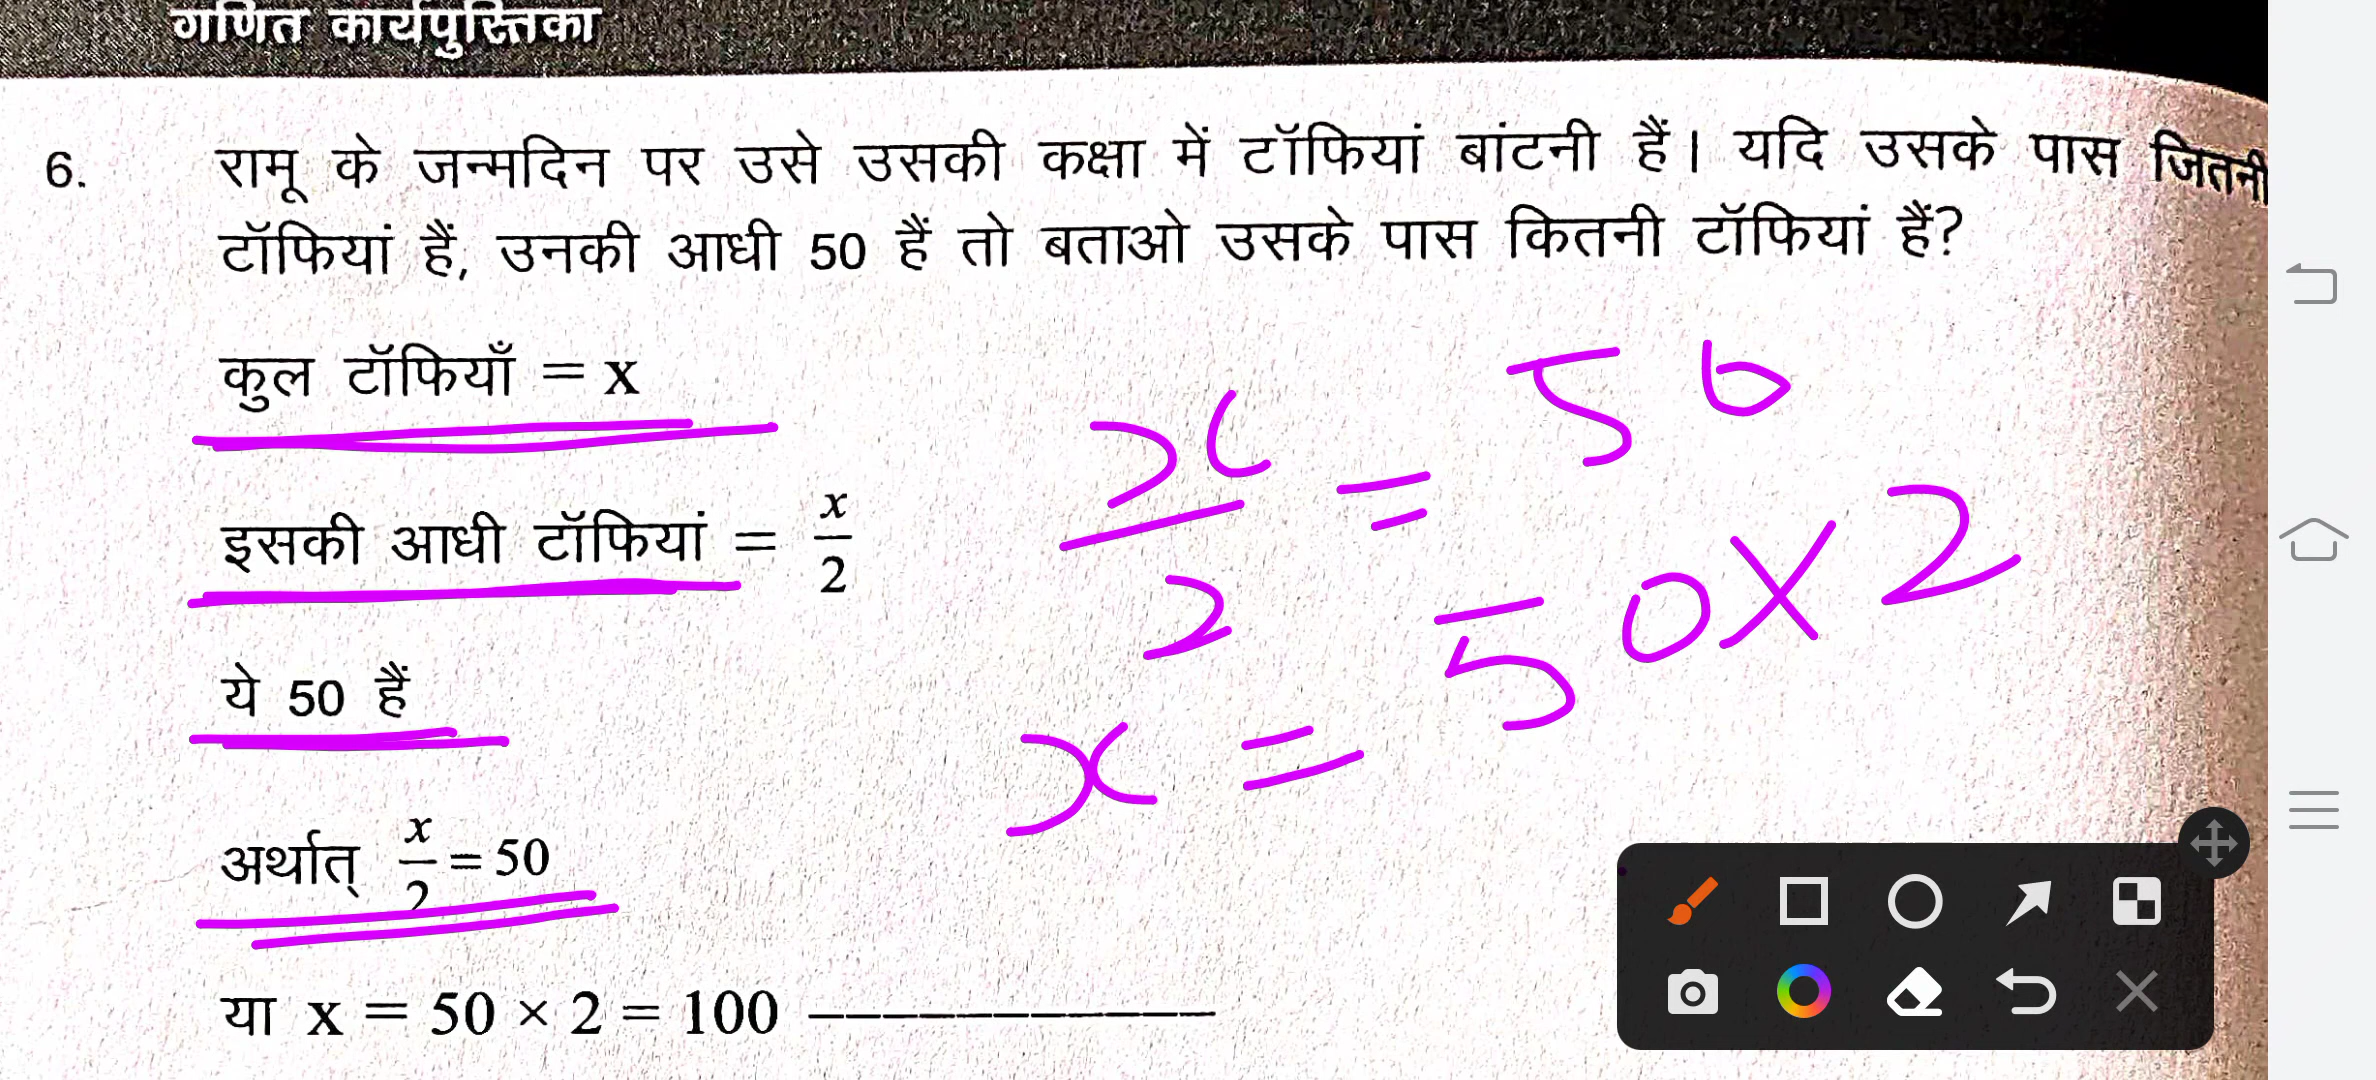 गणित कार्यपुस्तिका
6. रामू के जन्मदिन पर उसे उसकी कक्षा में टॉफियां बांटनी हैं। यदि उसके पास जितनी
टॉफियां हैं, उनकी आधी 50 हैं तो बताओ उसके पास कितनी टॉफियां हैं?
कुल टॉफियाँ = x
इसकी आधी टॉफियां = x/2
ये 50 हैं
अर्थात् x/2 = 50
या x = 50 × 2 = 100
x/2 = 50
x = 50 × 2